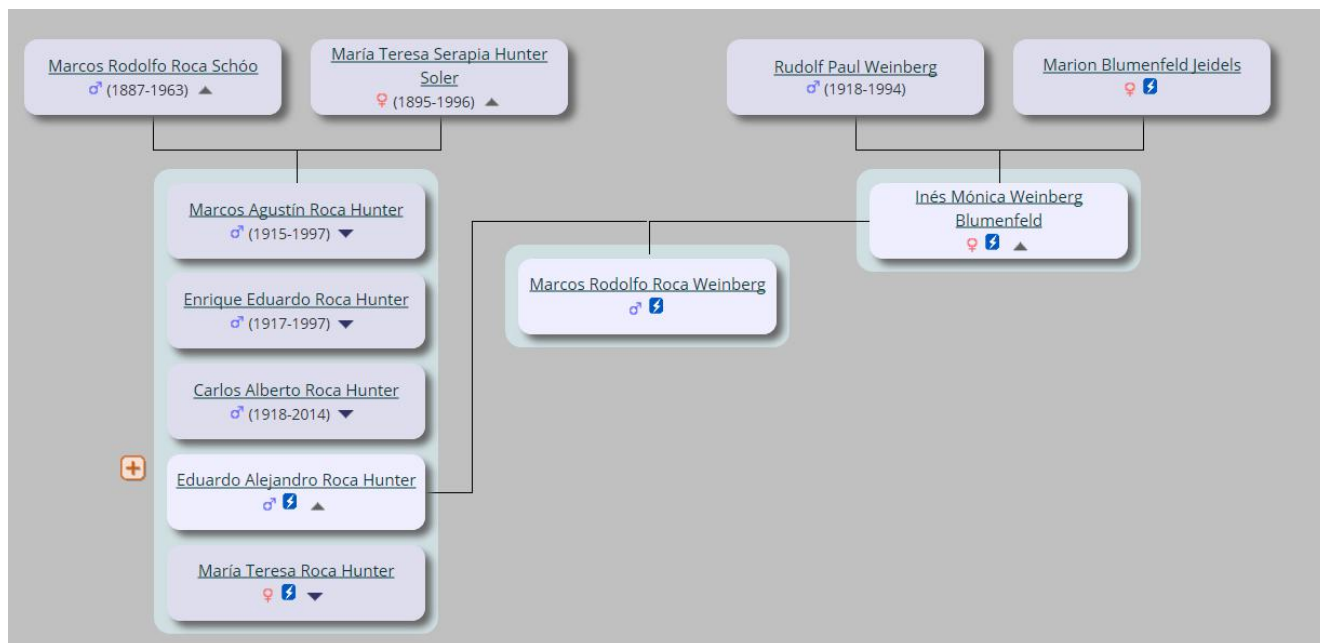 Marcos Rodolfo Roca Schóo
♂ (1887-1963) ▲
María Teresa Serapia Hunter
Soler
♀ (1895-1996) ▲
Rudolf Paul Weinberg
♂ (1918-1994)
Marion Blumenfeld Jeidels
♀
Marcos Agustín Roca Hunter
♂ (1915-1997) ▼
Enrique Eduardo Roca Hunter
♂ (1917-1997) ▼
Carlos Alberto Roca Hunter
♂ (1918-2014) ▼
Eduardo Alejandro Roca Hunter
♂ ▲
María Teresa Roca Hunter
♀ ▼
Marcos Rodolfo Roca Weinberg
♂
Inés Mónica Weinberg
Blumenfeld
♀ ▲